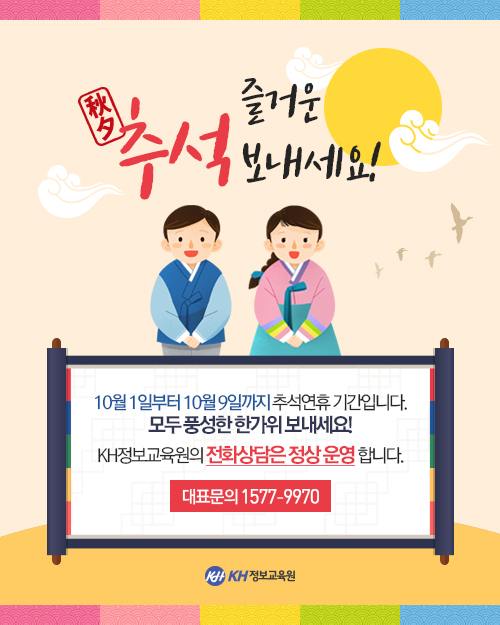 秋夕
즐거운
추석 보내세요!
10월 1일부터 10월 9일까지 추석연휴 기간입니다.
모두 풍성한 한가위 보내세요!
KH정보교육원의 전화상담은 정상 운영 합니다.
대표문의 1577-9970
KH KH정보교육원